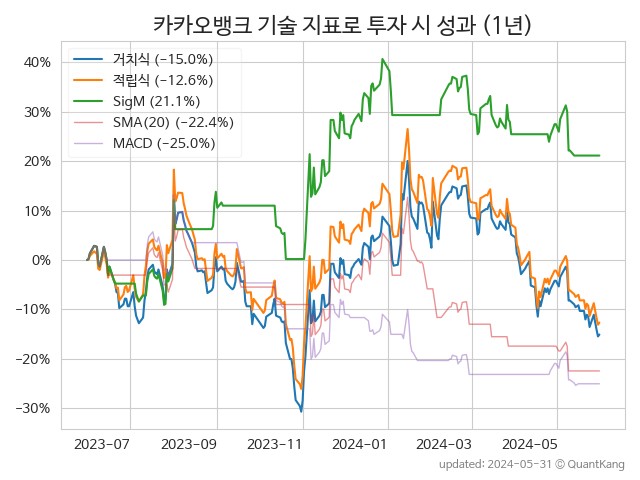 카카오뱅크 기술 지표로 투자 시 성과 (1년)
거치식 (−15.0%)
적립식 (−12.6%)
SigM (21.1%)
SMA(20) (−22.4%)
MACD (−25.0%)
40%
30%
20%
10%
0%
−10%
−20%
−30%
2023-07 2023-09 2023-11 2024-01 2024-03 2024-05
updated: 2024-05-31 © QuantKang